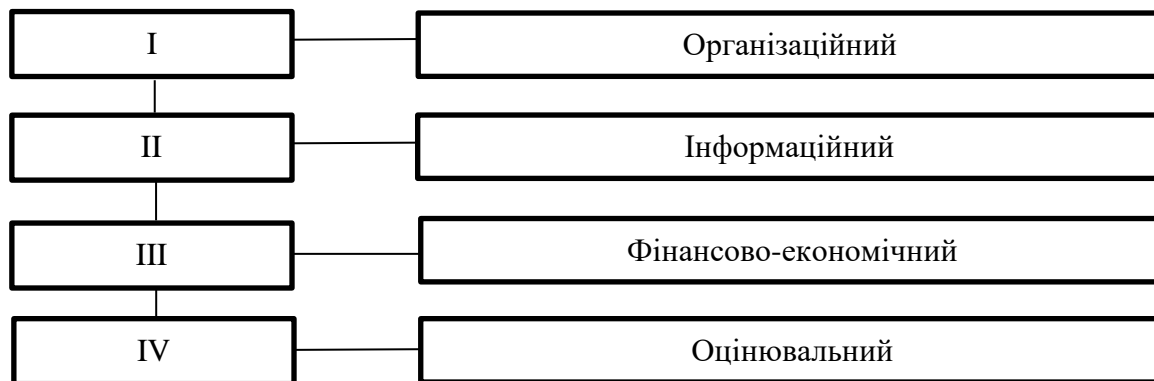 I Організаційний
II Інформаційний
III Фінансово-економічний
IV Оцінювальний